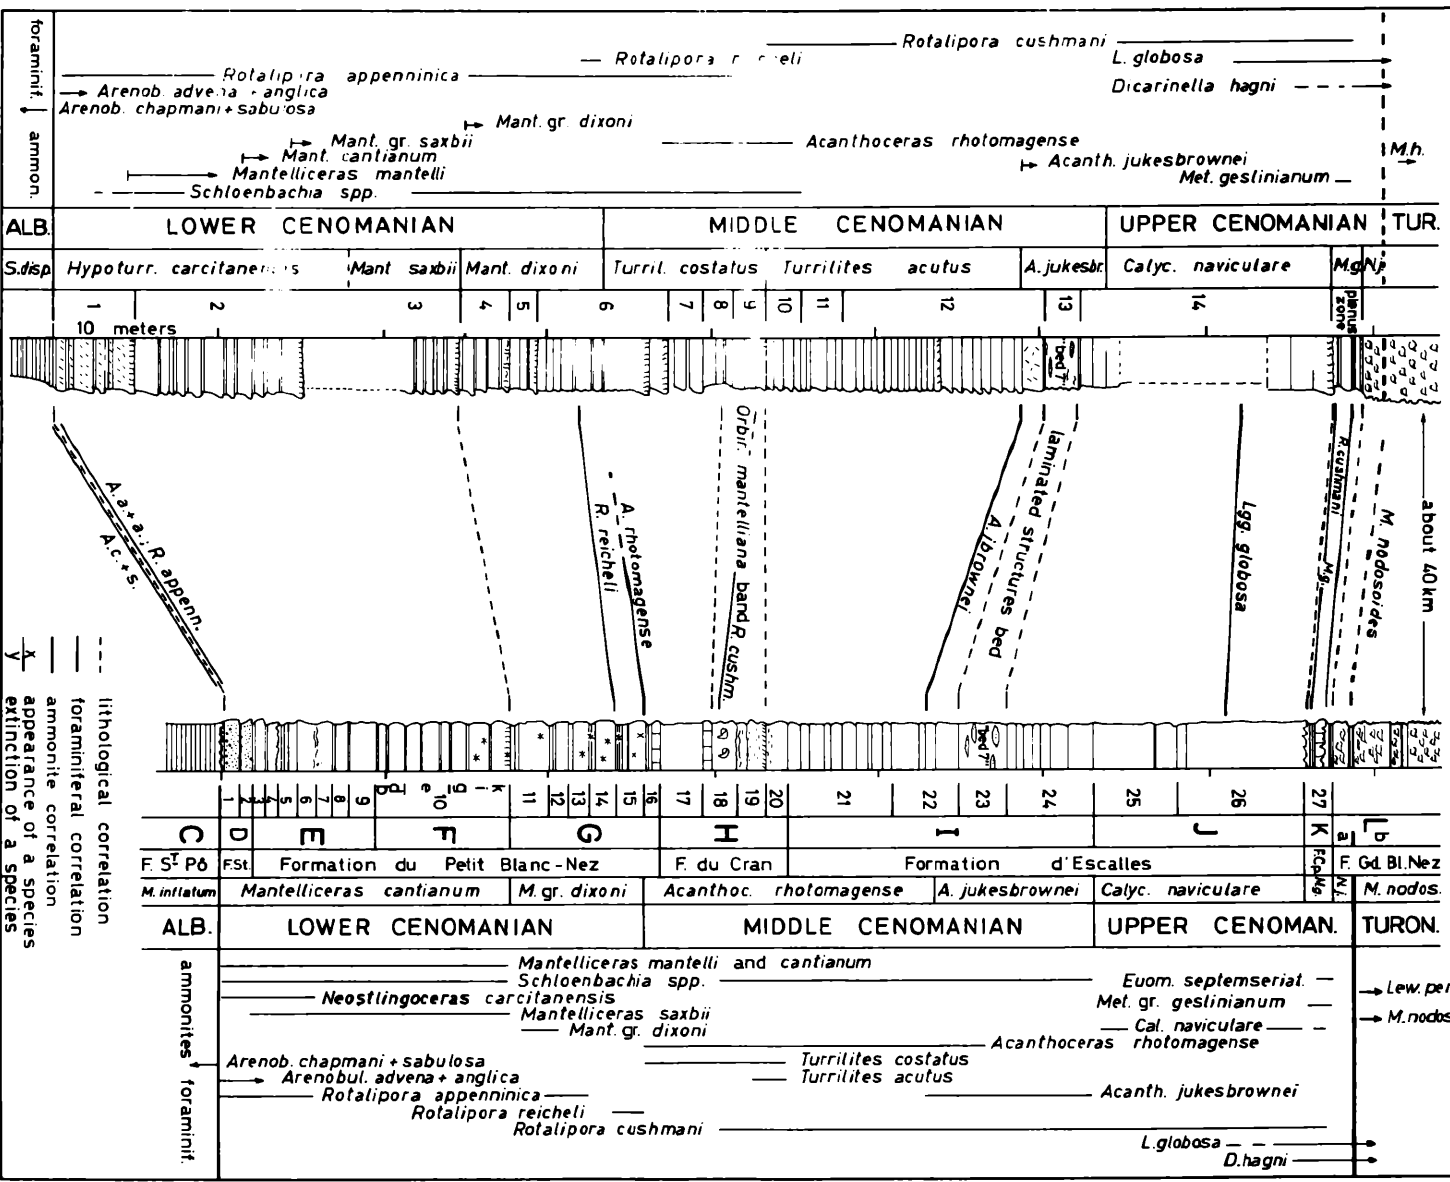 foraminif.
ammon.
Rotalipora cushmani
Rotalipora
L. globosa
Rotalipora appenninica
Dicarinella hagni
Arenob. advena + anglica
Arenob. chapmani + sabulosa
Mant. gr. dixoni
Mant. gr. saxbii
Acanthoceras rhotomagense
Mant. cantianum
Acanth. jukesbrownei
M.h.
Mantelliceras mantelli
Met. geslinianum
Schloenbachia spp.
ALB. LOWER CENOMANIAN MIDDLE CENOMANIAN UPPER CENOMANIAN TUR.
S.disp. Hypoturr. Mant saxbii Mant. dixoni Turril. costatus Turrilites acutus A. jukesbr. Calyc. naviculare M.g. N.j.
1 2 3 4 5 6 7 8 9 10 11 12 13 14 planus zone
10 meters
bed 7
A. a + a.; R. appenn.
A.c. + s.
A. rhotomagense
R. reicheli
Orbir. mantelliana band
R. cushm.
A. j. brownei
laminated structures bed
Lgg. globosa
R. cushmani
M.g.
M. nodosoides
about 40 km
lithological correlation
foraminiferal correlation
ammonite correlation
x appearance of a species
y extinction of a species
bed 7'''
1 2 3 4 5 6 7 8 9 10 11 12 13 14 15 16 17 18 19 20 21 22 23 24 25 26 27
e g i k
C D E F G H I J K L a b
F. ST Pô F.St. Formation du Petit Blanc-Nez F. du Cran Formation d'Escalles F. Gd. Bl. Nez
M. inflatum Mantelliceras cantianum M. gr. dixoni Acanthoc. rhotomagense A. jukesbrownei Calyc. naviculare N.j. M. nodos.
ALB. LOWER CENOMANIAN MIDDLE CENOMANIAN UPPER CENOMAN. TURON.
ammonites
foraminif.
Mantelliceras mantelli and cantianum
Schloenbachia spp.
Euom. septemseriat.
Neostlingoceras carcitanensis
Met. gr. geslinianum
Lew. per
Mantelliceras saxbii
Mant. gr. dixoni
Cal. naviculare
M. nodos
Acanthoceras rhotomagense
Arenob. chapmani + sabulosa
Turrilites costatus
Arenobul. advena + anglica
Turrilites acutus
Rotalipora appenninica
Acanth. jukesbrownei
Rotalipora reicheli
Rotalipora cushmani
L. globosa
D. hagni